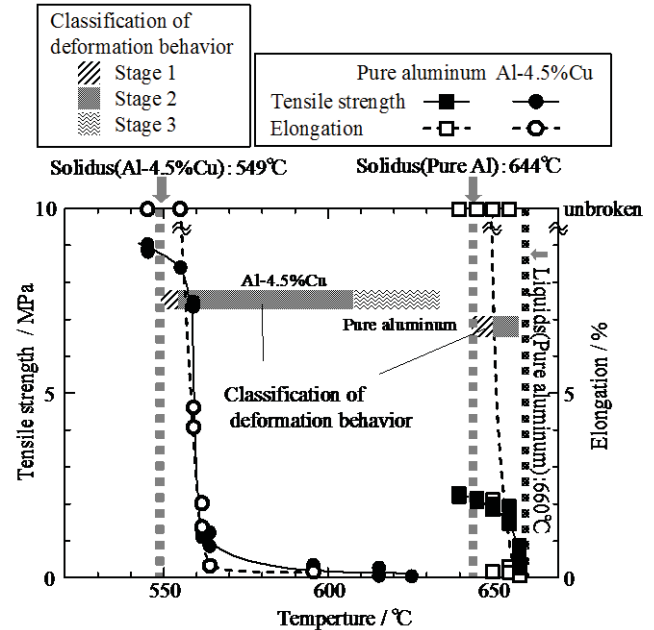 Classification of
deformation behavior
Stage 1
Stage 2
Stage 3
Pure aluminum Al-4.5%Cu
Tensile strength
Elongation
Solidus(Al-4.5%Cu):549℃
Solidus(Pure Al):644℃
10
5
0
Tensile strength / MPa
Al-4.5%Cu
Pure aluminum
Classification of
deformation behavior
Liquids(Pure aluminum):660℃
unbroken
5
0
Elongation / %
550
600
650
Temperture / ℃